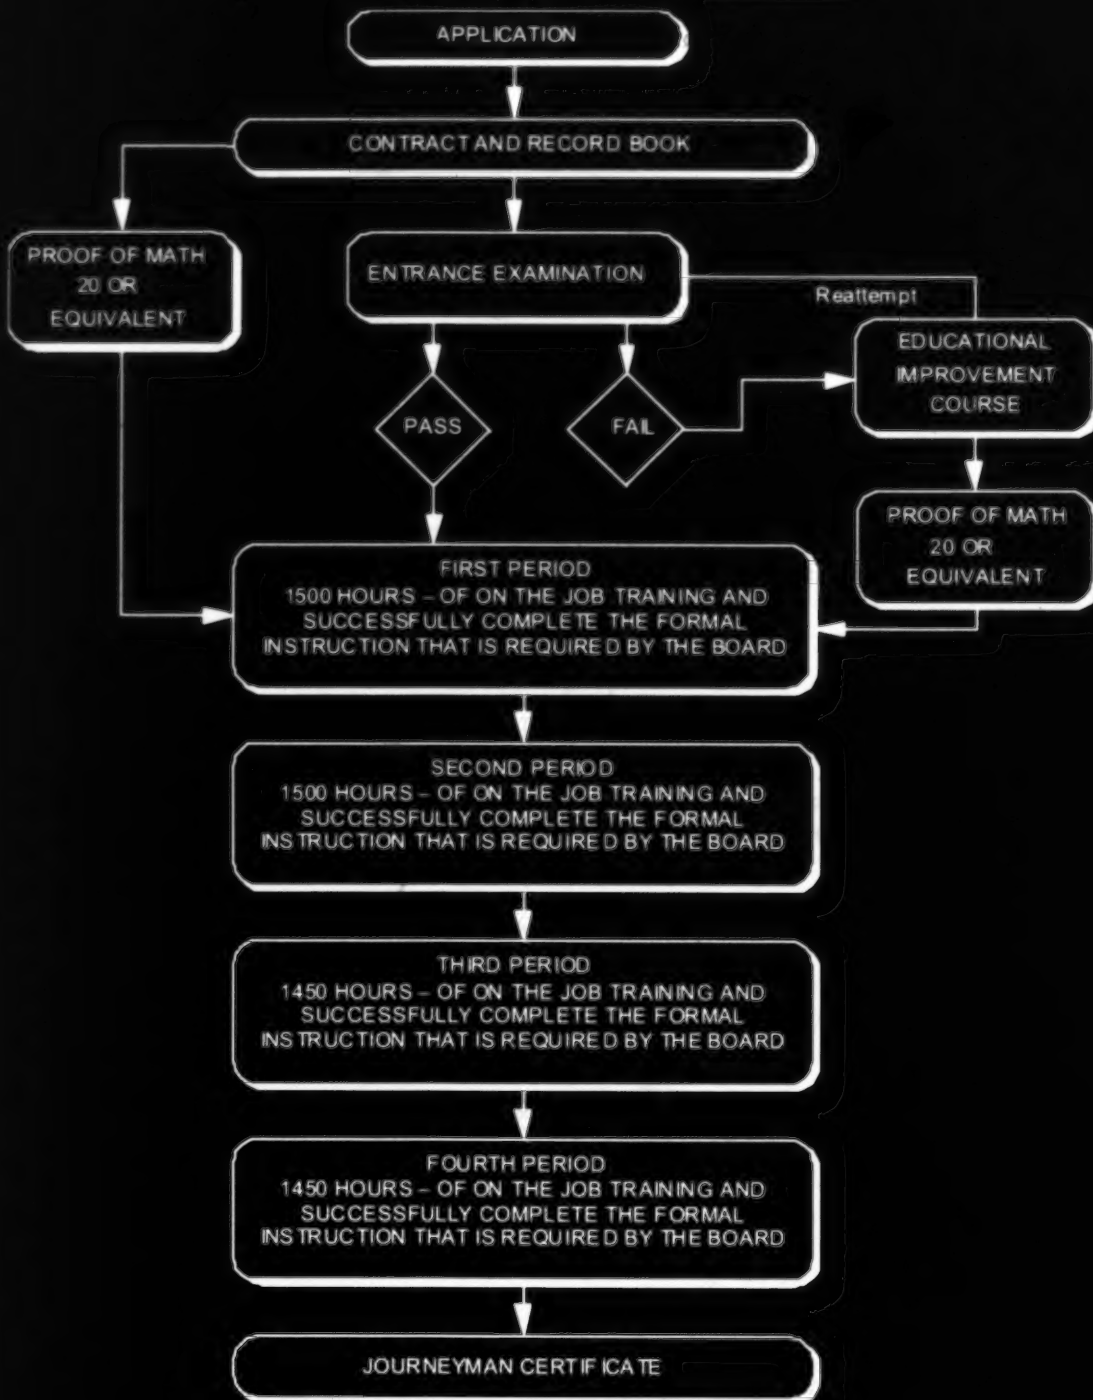 APPLICATION
CONTRACT AND RECORD BOOK
PROOF OF MATH
20 OR
EQUIVALENT
ENTRANCE EXAMINATION
Reattempt
EDUCATIONAL
IMPROVEMENT
COURSE
PASS
FAIL
PROOF OF MATH
20 OR
EQUIVALENT
FIRST PERIOD
1500 HOURS – OF ON THE JOB TRAINING AND
SUCCESSFULLY COMPLETE THE FORMAL
INSTRUCTION THAT IS REQUIRED BY THE BOARD
SECOND PERIOD
1500 HOURS – OF ON THE JOB TRAINING AND
SUCCESSFULLY COMPLETE THE FORMAL
INSTRUCTION THAT IS REQUIRED BY THE BOARD
THIRD PERIOD
1450 HOURS – OF ON THE JOB TRAINING AND
SUCCESSFULLY COMPLETE THE FORMAL
INSTRUCTION THAT IS REQUIRED BY THE BOARD
FOURTH PERIOD
1450 HOURS – OF ON THE JOB TRAINING AND
SUCCESSFULLY COMPLETE THE FORMAL
INSTRUCTION THAT IS REQUIRED BY THE BOARD
JOURNEYMAN CERTIFICATE